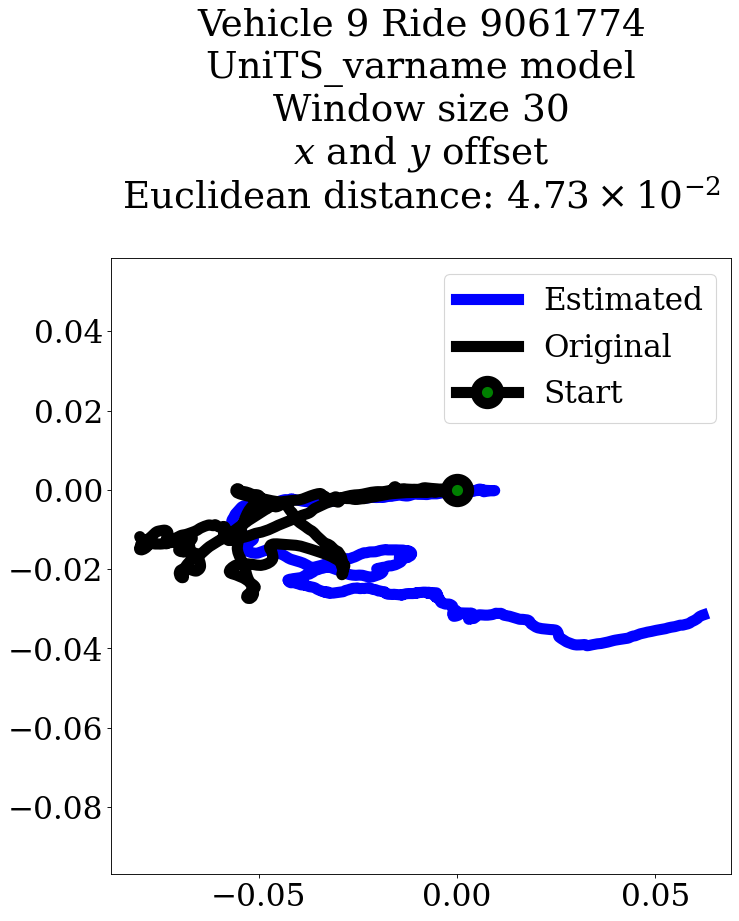 Vehicle 9 Ride 9061774
UniTS_varname model
Window size 30
x and y offset
Euclidean distance: 4.73 × 10⁻²
Estimated
Original
Start
0.04
0.02
0.00
−0.02
−0.04
−0.06
−0.08
−0.05 0.00 0.05